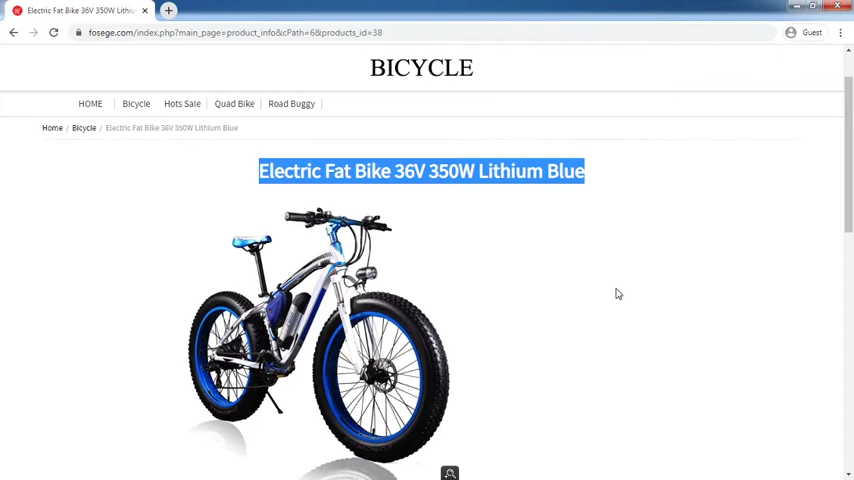 Electric Fat Bike 36V 350W Lithiu
fosege.com/index.php?main_page=product_info&cPath=6&products_id=38
Guest
BICYCLE
HOME Bicycle Hots Sale Quad Bike Road Buggy
Home / Bicycle / Electric Fat Bike 36V 350W Lithium Blue
Electric Fat Bike 36V 350W Lithium Blue